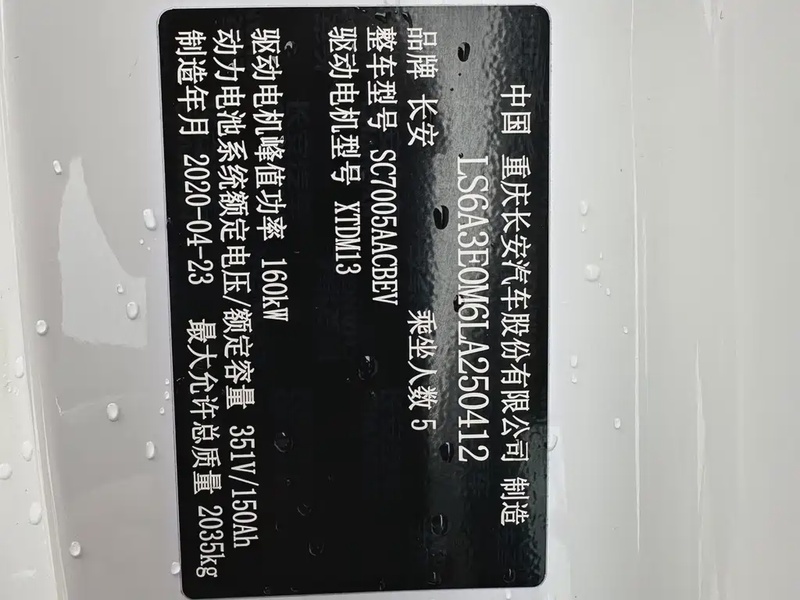 中国 重庆长安汽车股份有限公司 制造
LS6A3E0M6LA250412
品牌 长安 乘坐人数 5
整车型号 SC7005AACBEV
驱动电机型号 XTDM13
驱动电机峰值功率 160kW
动力电池系统额定电压/额定容量 351V/150Ah
制造年月 2020-04-23 最大允许总质量 2035kg